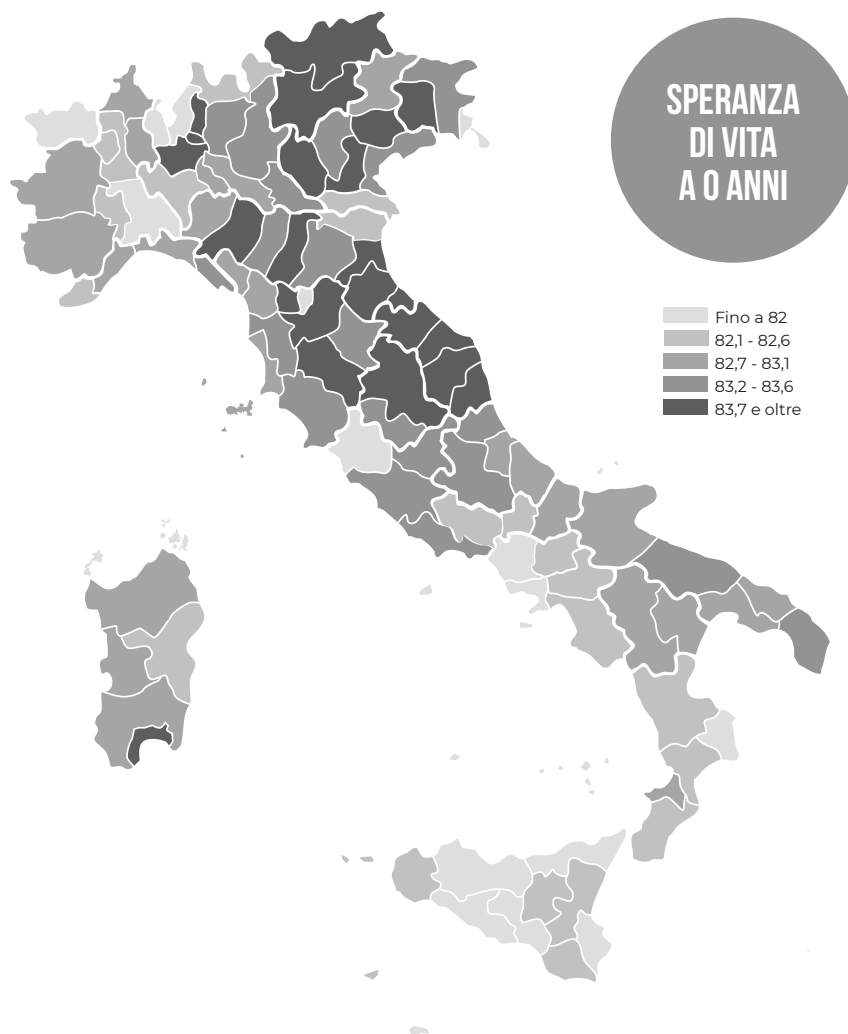 SPERANZA
DI VITA
A 0 ANNI
Fino a 82
82,1 - 82,6
82,7 - 83,1
83,2 - 83,6
83,7 e oltre